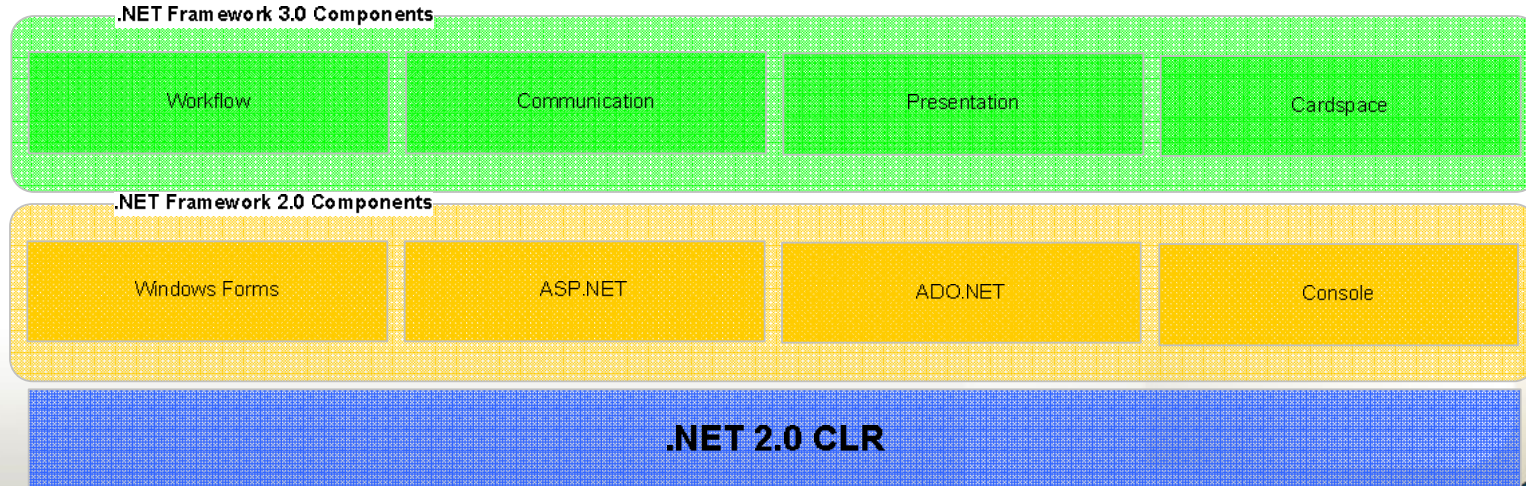 .NET Framework 3.0 Components
Workflow
Communication
Presentation
Cardspace
.NET Framework 2.0 Components
Windows Forms
ASP.NET
ADO.NET
Console
.NET 2.0 CLR